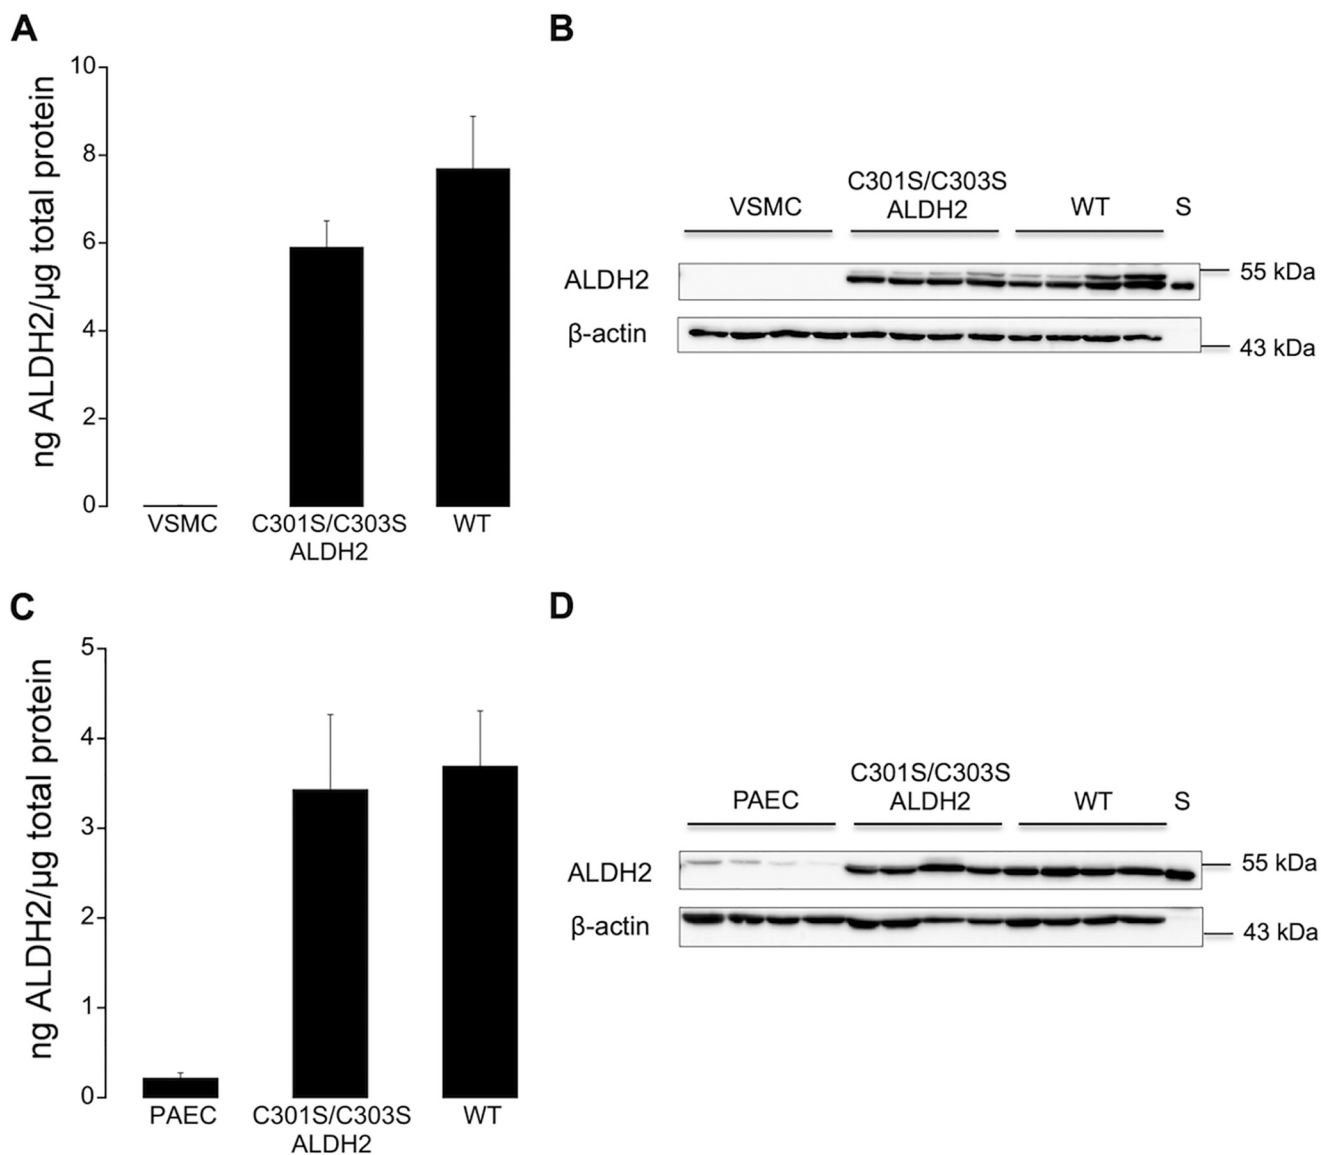 A
ng ALDH2/µg total protein
10
8
6
4
2
0
VSMC
C301S/C303S
ALDH2
WT
B
VSMC
C301S/C303S
ALDH2
WT
S
ALDH2
55 kDa
β-actin
43 kDa
C
ng ALDH2/µg total protein
5
4
3
2
1
0
PAEC
C301S/C303S
ALDH2
WT
D
PAEC
C301S/C303S
ALDH2
WT
S
ALDH2
55 kDa
β-actin
43 kDa